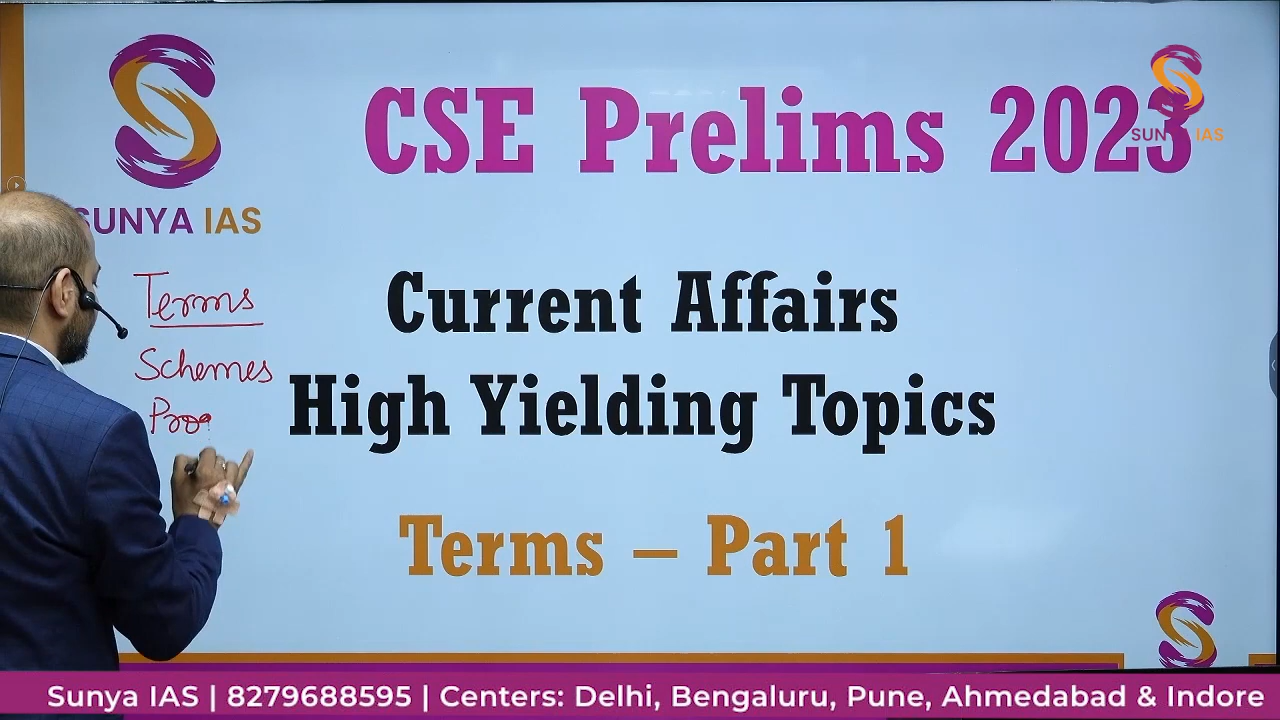 CSE Prelims 2023
SUNYA IAS
SUNYA IAS
Terms
Schemes
Current Affairs
High Yielding Topics
Terms – Part 1
Sunya IAS | 8279688595 | Centers: Delhi, Bengaluru, Pune, Ahmedabad & Indore